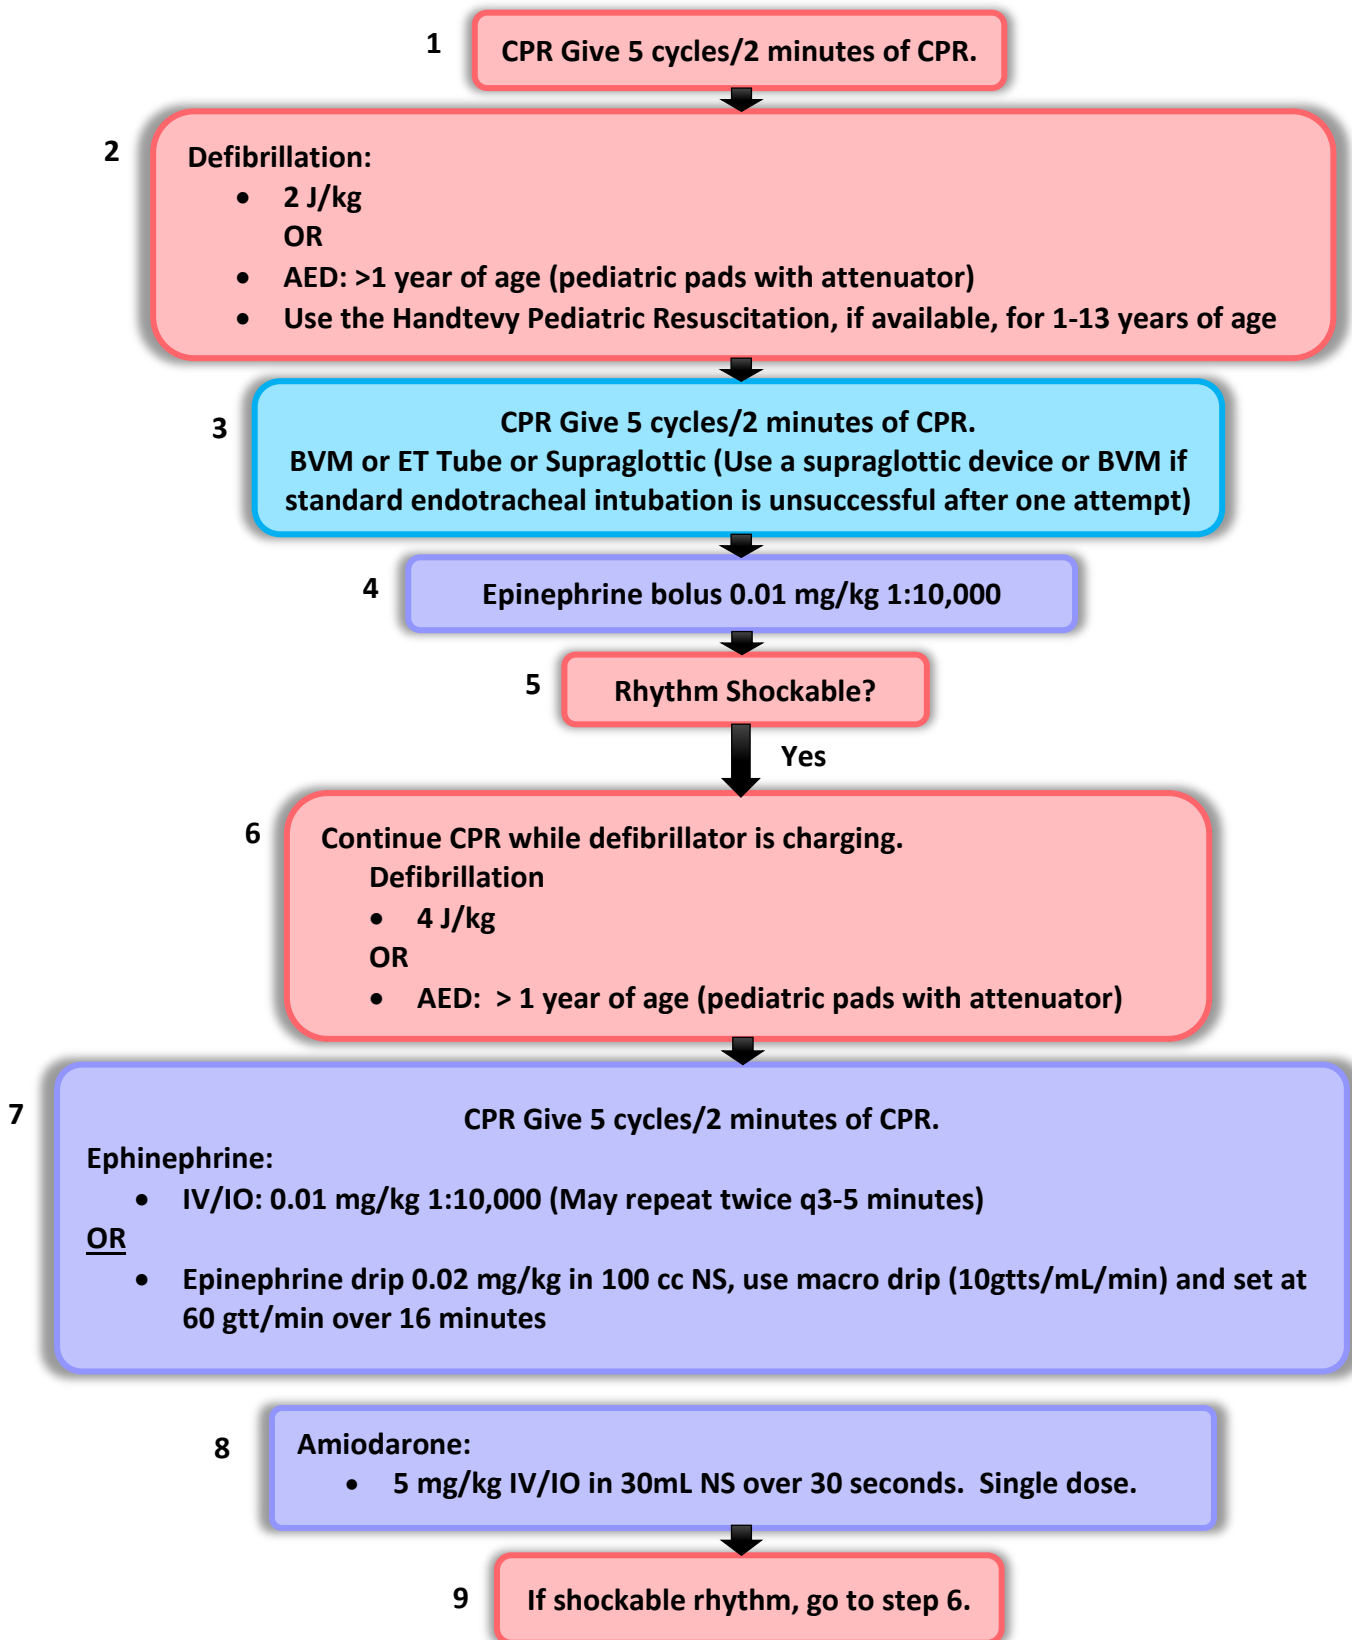 1
CPR Give 5 cycles/2 minutes of CPR.
2
Defibrillation:
• 2 J/kg
OR
• AED: >1 year of age (pediatric pads with attenuator)
• Use the Handtevy Pediatric Resuscitation, if available, for 1-13 years of age
3
CPR Give 5 cycles/2 minutes of CPR.
BVM or ET Tube or Supraglottic (Use a supraglottic device or BVM if
standard endotracheal intubation is unsuccessful after one attempt)
4
Epinephrine bolus 0.01 mg/kg 1:10,000
5
Rhythm Shockable?
Yes
6
Continue CPR while defibrillator is charging.
Defibrillation
• 4 J/kg
OR
• AED:  > 1 year of age (pediatric pads with attenuator)
7
CPR Give 5 cycles/2 minutes of CPR.
Ephinephrine:
• IV/IO: 0.01 mg/kg 1:10,000 (May repeat twice q3-5 minutes)
OR
• Epinephrine drip 0.02 mg/kg in 100 cc NS, use macro drip (10gtts/mL/min) and set at
60 gtt/min over 16 minutes
8
Amiodarone:
• 5 mg/kg IV/IO in 30mL NS over 30 seconds.  Single dose.
9
If shockable rhythm, go to step 6.